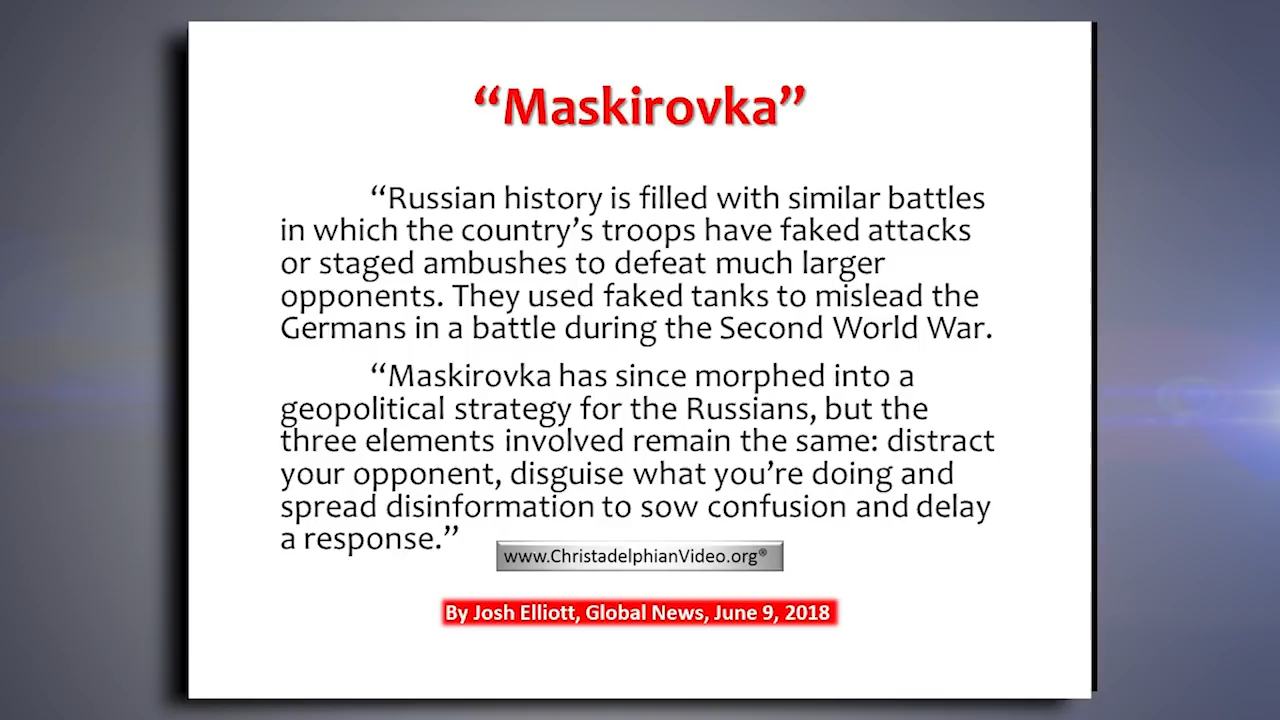 “Maskirovka”
“Russian history is filled with similar battles
in which the country’s troops have faked attacks
or staged ambushes to defeat much larger
opponents. They used faked tanks to mislead the
Germans in a battle during the Second World War.
“Maskirovka has since morphed into a
geopolitical strategy for the Russians, but the
three elements involved remain the same: distract
your opponent, disguise what you’re doing and
spread disinformation to sow confusion and delay
a response.”
www.ChristadelphianVideo.org®
By Josh Elliott, Global News, June 9, 2018